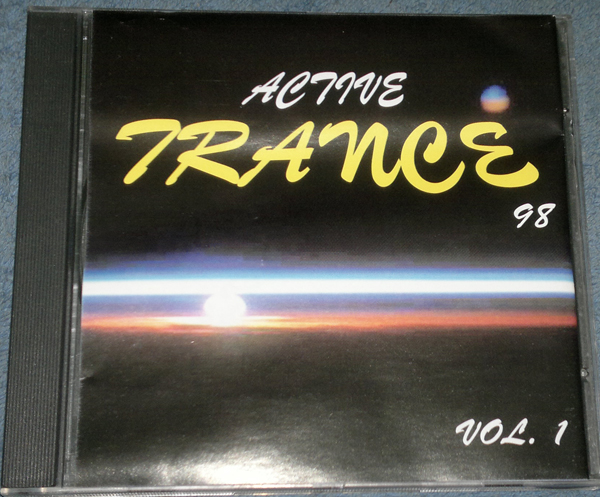 ACTIVE
TRANCE
98
VOL. 1